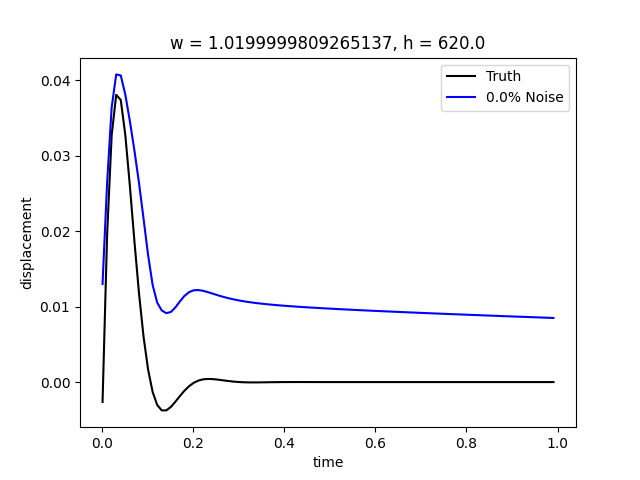 w = 1.0199999809265137, h = 620.0
Truth
0.0% Noise
displacement
0.04
0.03
0.02
0.01
0.00
0.0 0.2 0.4 0.6 0.8 1.0
time